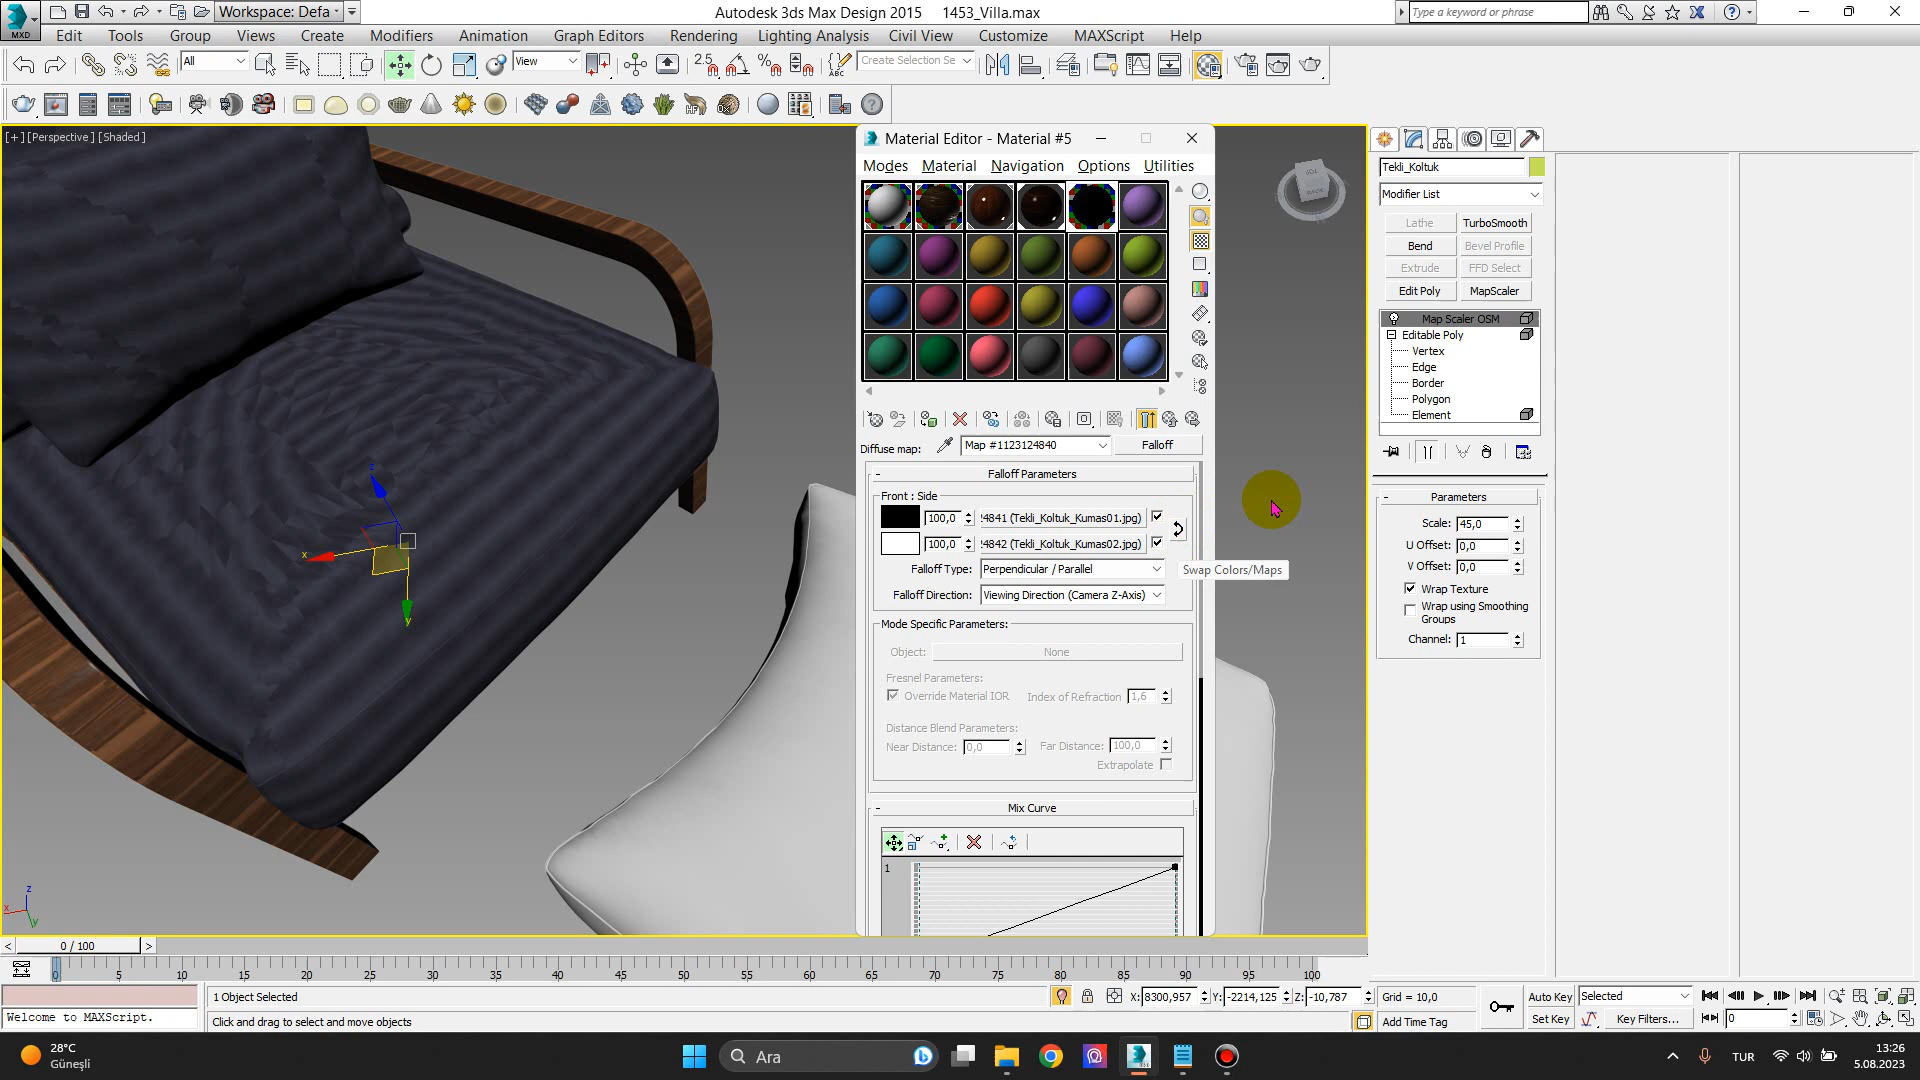 Workspace: Defa
Autodesk 3ds Max Design 2015 1453_Villa.max
Type a keyword or phrase
MXD
Edit Tools Group Views Create Modifiers Animation Graph Editors Rendering Lighting Analysis Civil View Customize MAXScript Help
All
View
2.5
Create Selection Se
[+] [Perspective] [Shaded]
Material Editor - Material #5
Modes Material Navigation Options Utilities
Diffuse map:
Map #1123124840
Falloff
Falloff Parameters
Front : Side
100,0
!4841 (Tekli_Koltuk_Kumas01.jpg)
100,0
!4842 (Tekli_Koltuk_Kumas02.jpg)
Falloff Type: Perpendicular / Parallel
Swap Colors/Maps
Falloff Direction: Viewing Direction (Camera Z-Axis)
Mode Specific Parameters:
Object: None
Fresnel Parameters:
Override Material IOR Index of Refraction 1,6
Distance Blend Parameters:
Near Distance: 0,0 Far Distance: 100,0
Extrapolate
Mix Curve
1
Tekli_Koltuk
Modifier List
Lathe TurboSmooth
Bend Bevel Profile
Extrude FFD Select
Edit Poly MapScaler
Map Scaler OSM
Editable Poly
Vertex
Edge
Border
Polygon
Element
Parameters
Scale: 45,0
U Offset: 0,0
V Offset: 0,0
Wrap Texture
Wrap using Smoothing
Groups
Channel: 1
z
x
y
z
x
y
< 0 / 100 >
0 5 10 15 20 25 30 35 40 45 50 55 60 65 70 75 80 85 90 95 100
1 Object Selected
X: 8300,957 Y: -2214,125 Z: -10,787
Grid = 10,0
Auto Key
Selected
Welcome to MAXScript.
Click and drag to select and move objects
Add Time Tag
Set Key
Key Filters...
0
28°C
Güneşli
Ara
TUR
13:26
5.08.2023